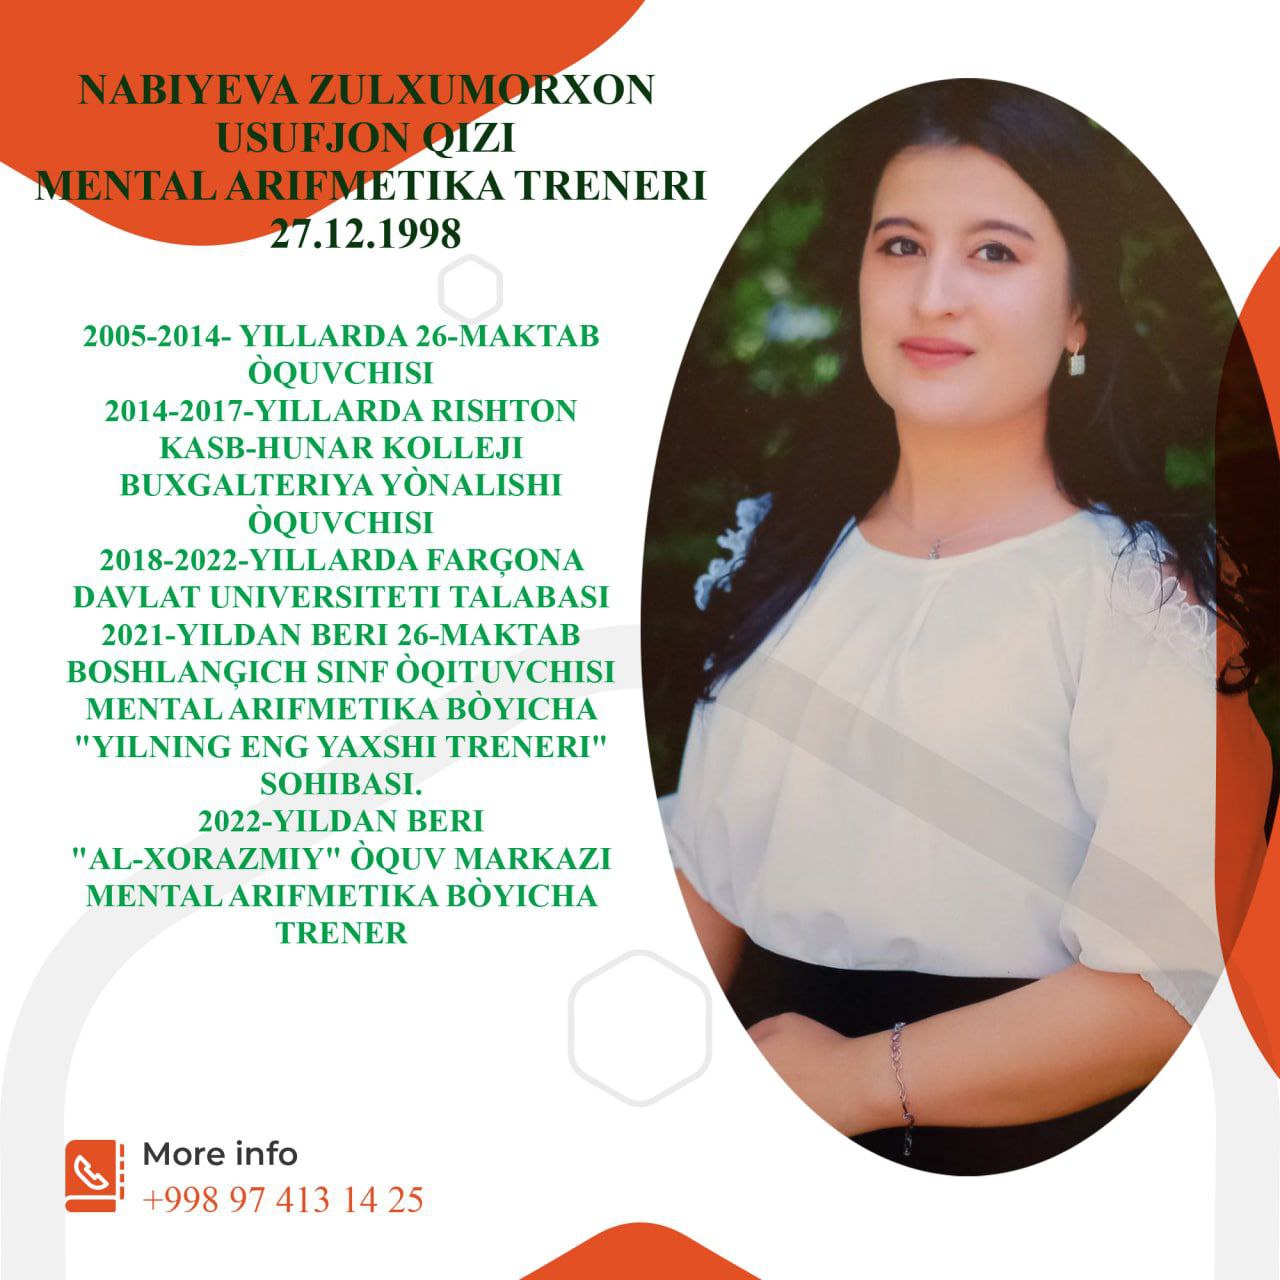 NABIYEVA ZULXUMORXON
USUFJON QIZI
MENTAL ARIFMETIKA TRENERI
27.12.1998
2005-2014- YILLARDA 26-MAKTAB
ÒQUVCHISI
2014-2017-YILLARDA RISHTON
KASB-HUNAR KOLLEJI
BUXGALTERIYA YÒNALISHI
ÒQUVCHISI
2018-2022-YILLARDA FARĢONA
DAVLAT UNIVERSITETI TALABASI
2021-YILDAN BERI 26-MAKTAB
BOSHLANĢICH SINF ÒQITUVCHISI
MENTAL ARIFMETIKA BÒYICHA
"YILNING ENG YAXSHI TRENERI"
SOHIBASI.
2022-YILDAN BERI
"AL-XORAZMIY" ÒQUV MARKAZI
MENTAL ARIFMETIKA BÒYICHA
TRENER
More info
+998 97 413 14 25